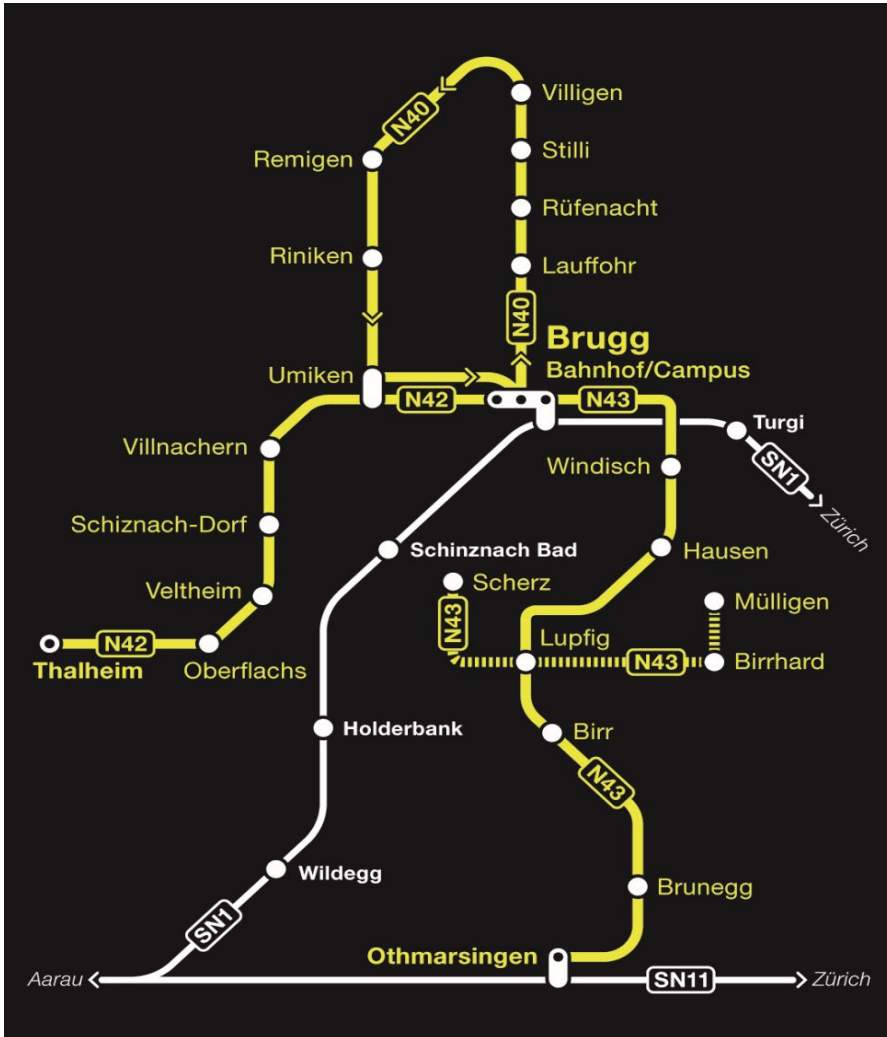 Villigen
N40
Stilli
Remigen
Rüfenacht
Riniken
Lauffohr
N40
Brugg
Bahnhof/Campus
Umiken
N42
N43
Turgi
Villnachern
Windisch
SN1
Zürich
Schiznach-Dorf
Schinznach Bad
Hausen
Scherz
Veltheim
Mülligen
N43
N42
Lupfig
N43
Birrhard
Thalheim
Oberflachs
Holderbank
Birr
N43
Wildegg
Brunegg
SN1
Othmarsingen
Aarau
SN11
Zürich